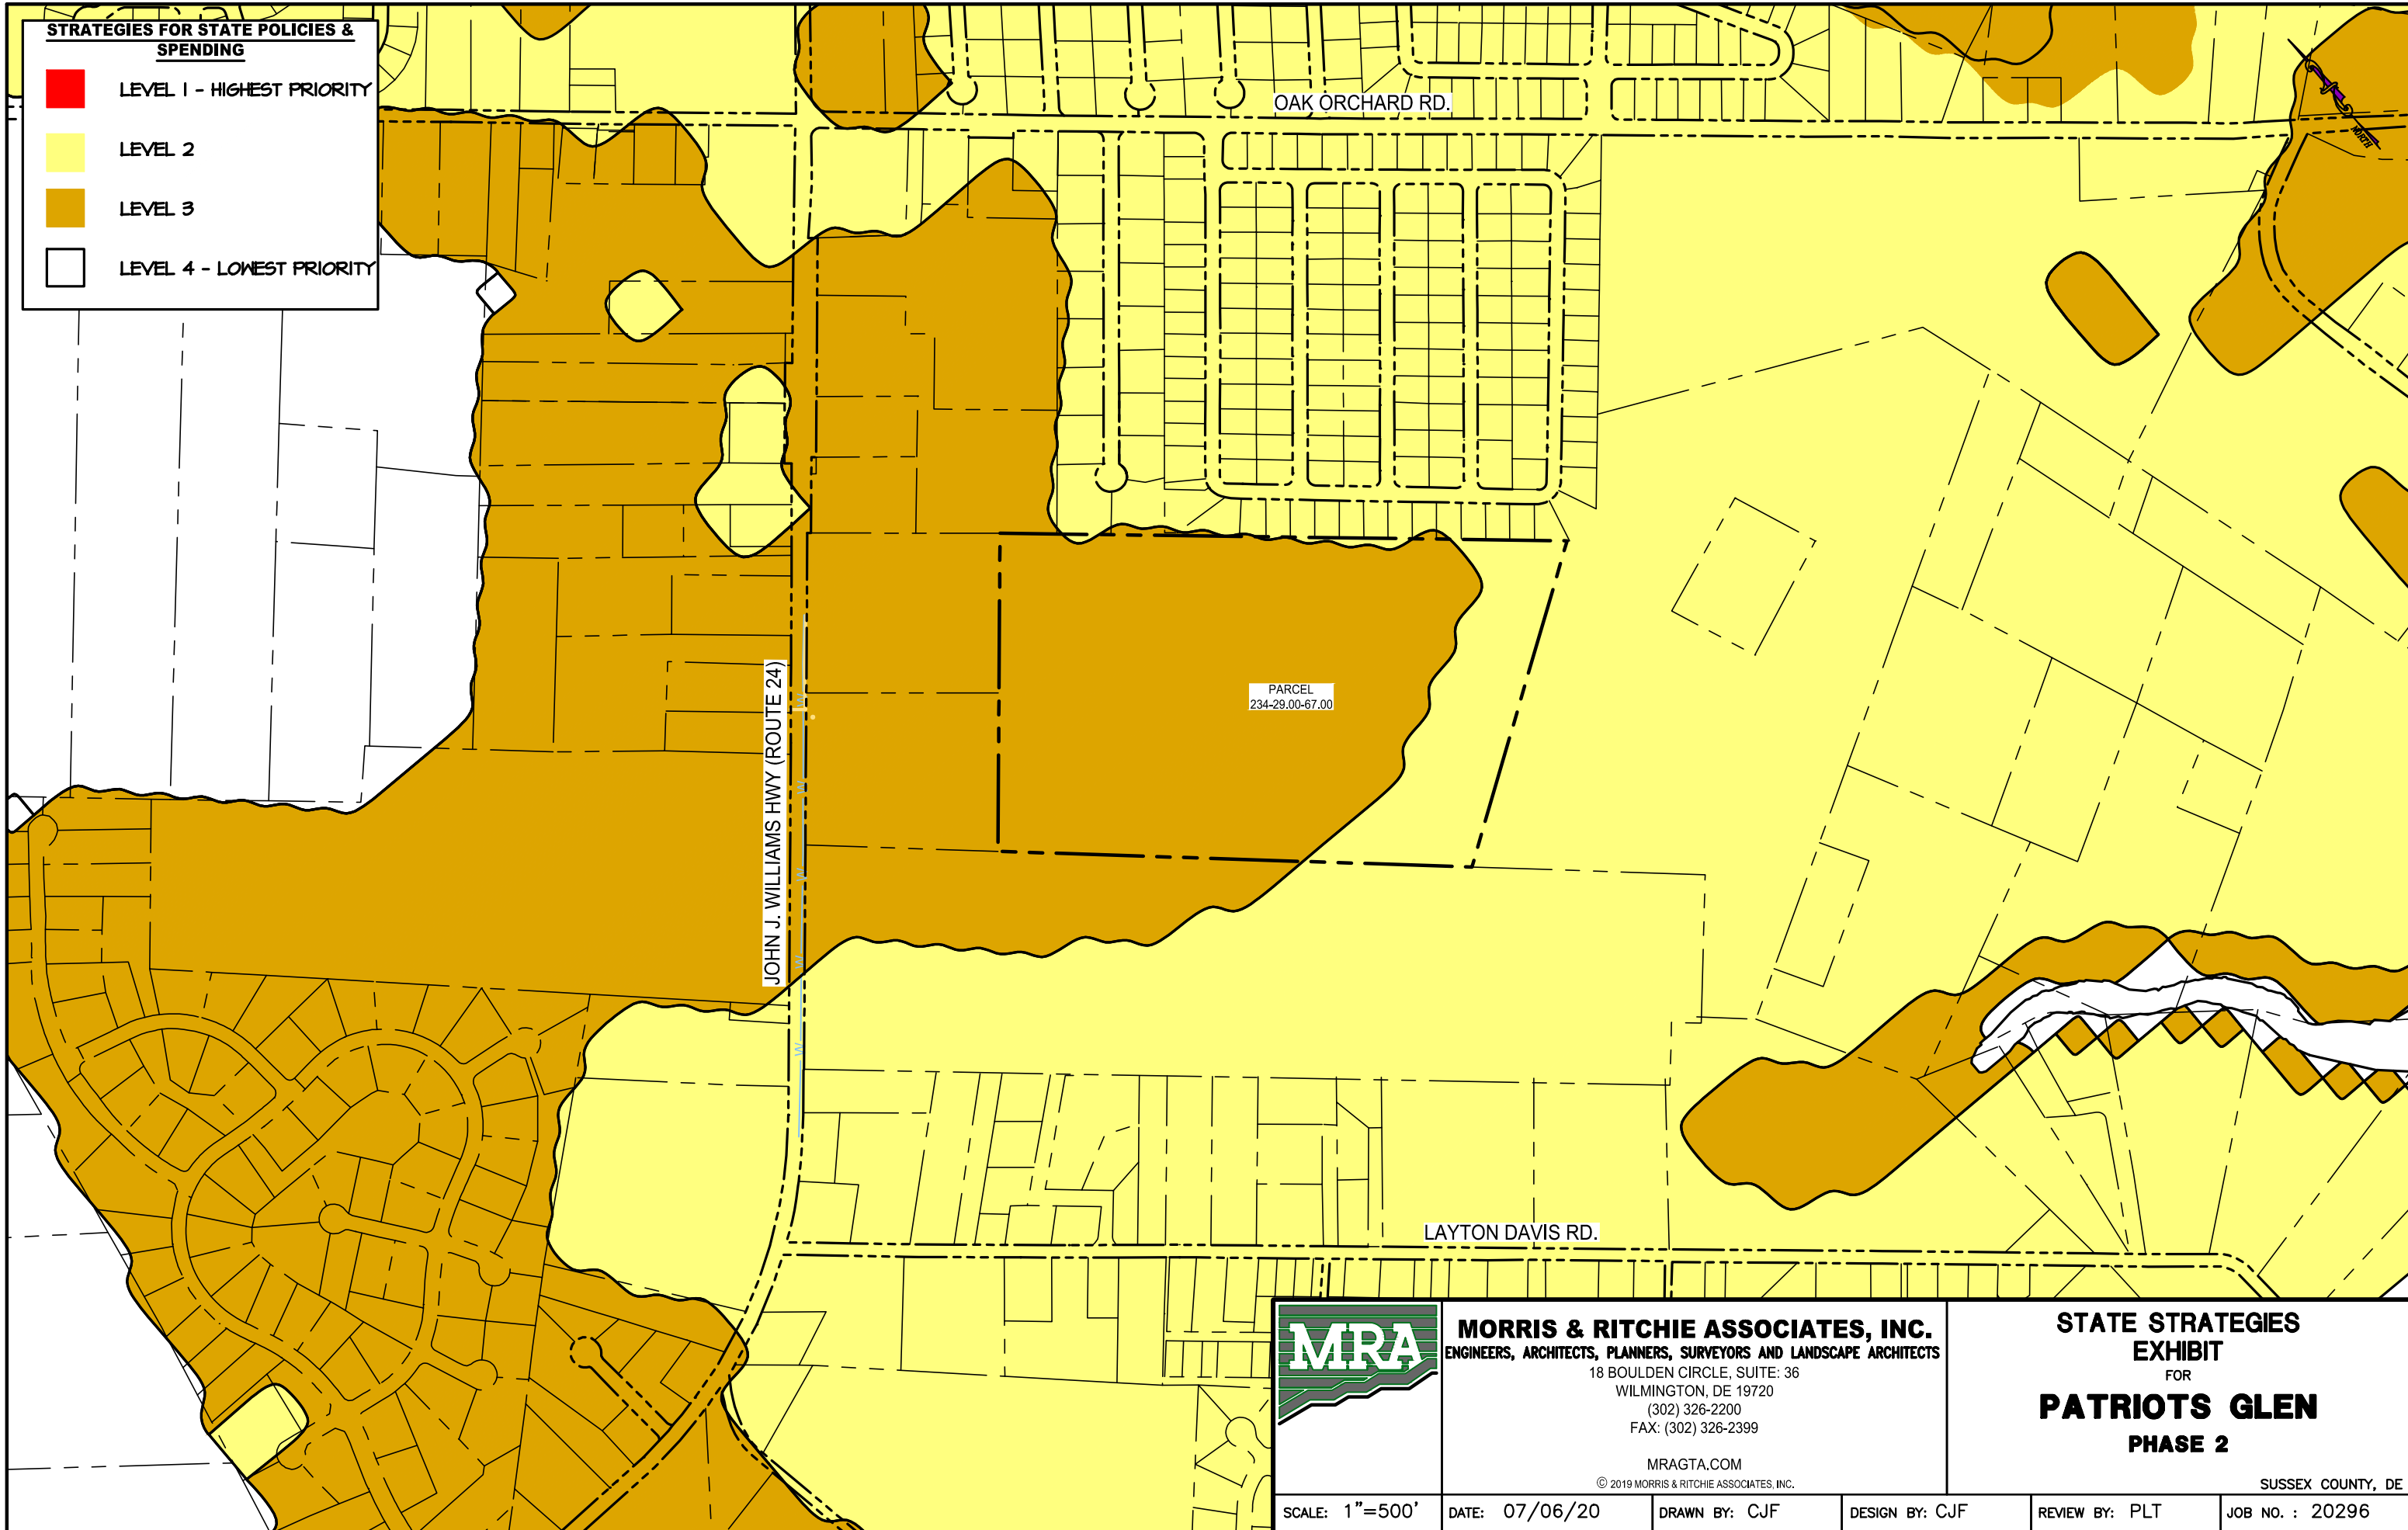 STRATEGIES FOR STATE POLICIES &
SPENDING
LEVEL 1 - HIGHEST PRIORITY
LEVEL 2
LEVEL 3
LEVEL 4 - LOWEST PRIORITY
OAK ORCHARD RD.
NORTH
JOHN J. WILLIAMS HWY (ROUTE 24)
PARCEL
234-29.00-67.00
W
W
W
W
W
LAYTON DAVIS RD.
MRA
MORRIS & RITCHIE ASSOCIATES, INC.
ENGINEERS, ARCHITECTS, PLANNERS, SURVEYORS AND LANDSCAPE ARCHITECTS
18 BOULDEN CIRCLE, SUITE: 36
WILMINGTON, DE 19720
(302) 326-2200
FAX: (302) 326-2399
MRAGTA.COM
© 2019 MORRIS & RITCHIE ASSOCIATES, INC.
STATE STRATEGIES
EXHIBIT
FOR
PATRIOTS GLEN
PHASE 2
SUSSEX COUNTY, DE
SCALE: 1"=500'
DATE: 07/06/20
DRAWN BY: CJF
DESIGN BY: CJF
REVIEW BY: PLT
JOB NO. : 20296